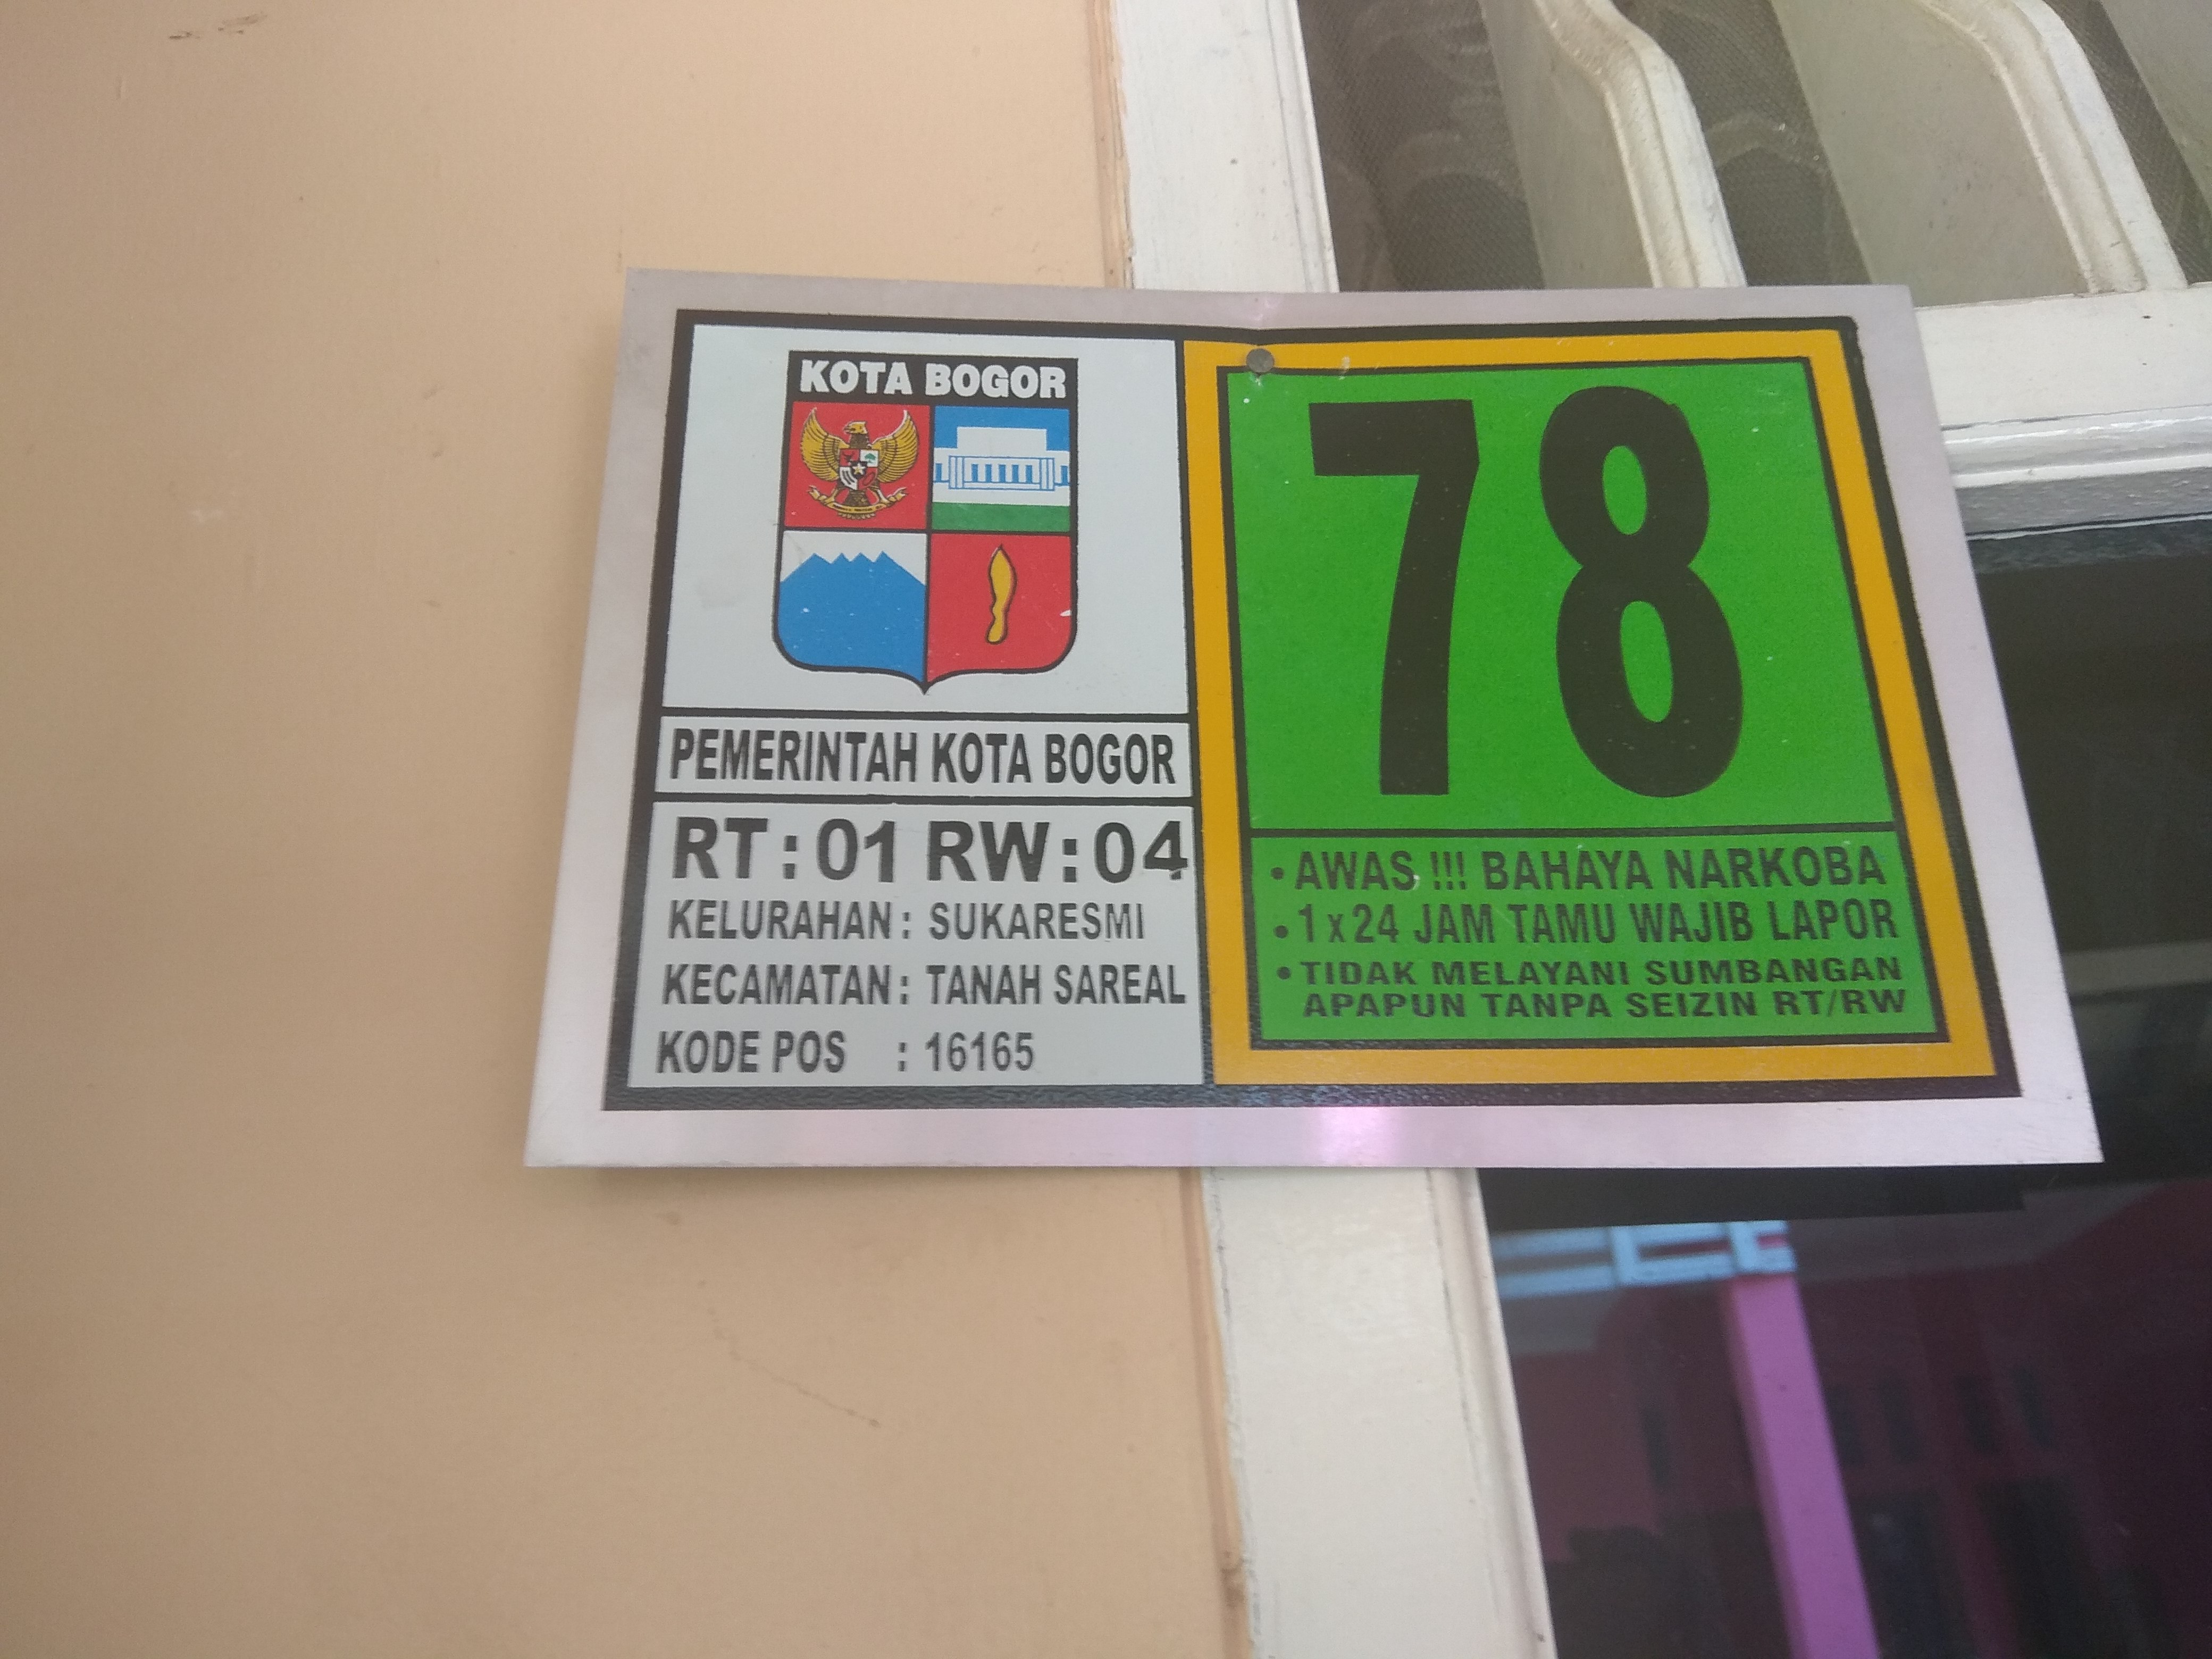 KOTA BOGOR
PEMERINTAH KOTA BOGOR
RT : 01 RW : 04
KELURAHAN : SUKARESMI
KECAMATAN : TANAH SAREAL
KODE POS : 16165
78
• AWAS !!! BAHAYA NARKOBA
• 1 x 24 JAM TAMU WAJIB LAPOR
• TIDAK MELAYANI SUMBANGAN
APAPUN TANPA SEIZIN RT/RW